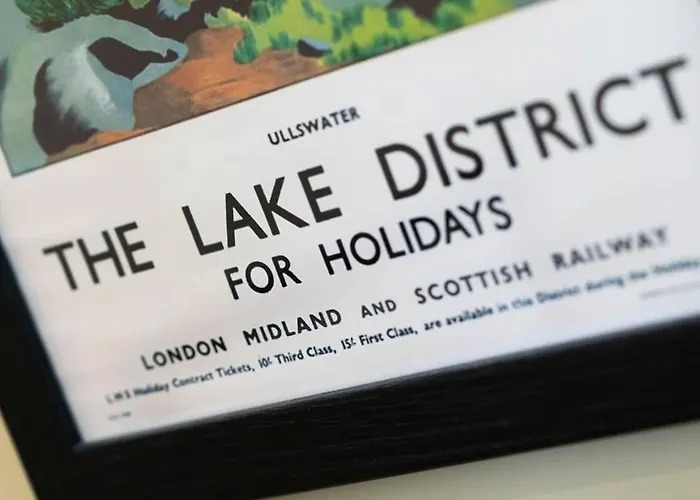 ULLSWATER
THE LAKE DISTRICT
FOR HOLIDAYS
LONDON MIDLAND AND SCOTTISH RAILWAY
L M S Holiday Contract Tickets, 10/- Third Class, 15/- First Class, are available in this District during the